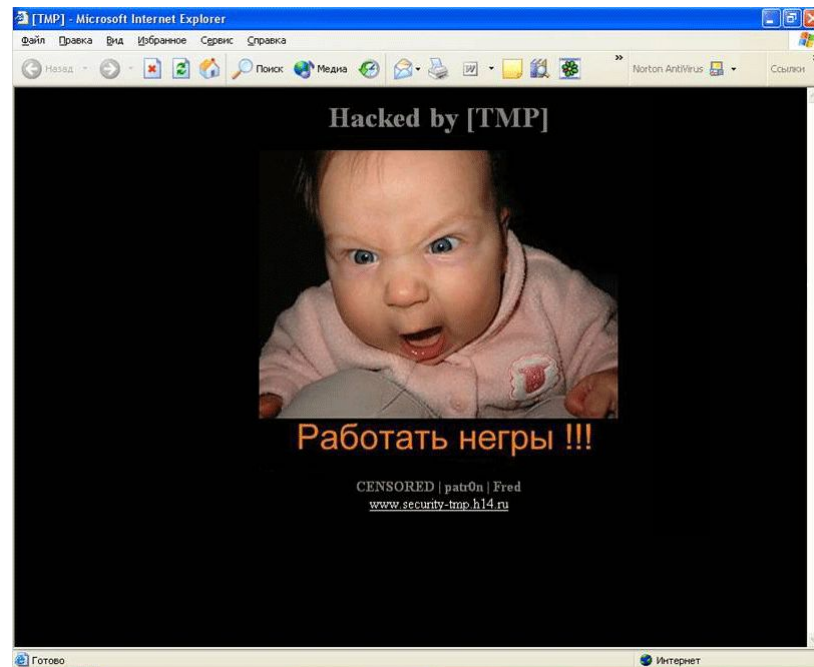 [TMP] - Microsoft Internet Explorer
Файл Правка Вид Избранное Сервис Справка
Назад Поиск Медиа Norton AntiVirus Ссылки
Hacked by [TMP]
Работать негры !!!
CENSORED | patr0n | Fred
www.security-tmp.h14.ru
Готово Интернет